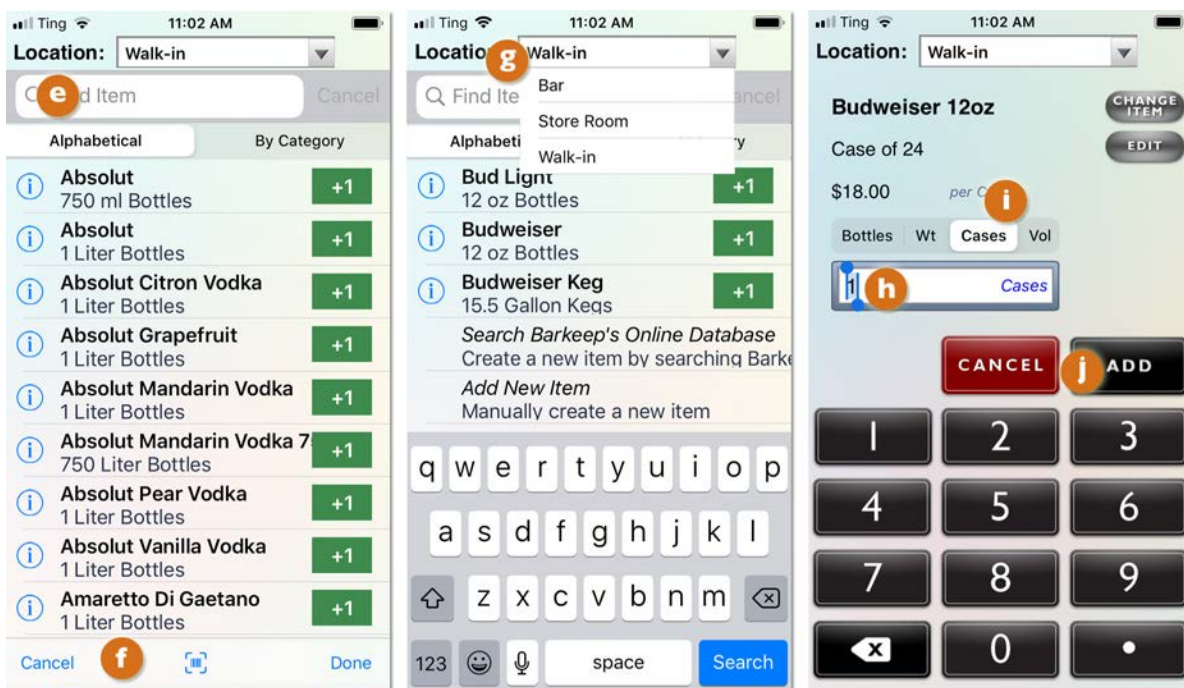 Ting 11:02 AM
Location: Walk-in
e
d Item Cancel
Alphabetical By Category
Absolut +1
750 ml Bottles
Absolut +1
1 Liter Bottles
Absolut Citron Vodka +1
1 Liter Bottles
Absolut Grapefruit +1
1 Liter Bottles
Absolut Mandarin Vodka +1
1 Liter Bottles
Absolut Mandarin Vodka 7 +1
750 Liter Bottles
Absolut Pear Vodka +1
1 Liter Bottles
Absolut Vanilla Vodka +1
1 Liter Bottles
Amaretto Di Gaetano +1
1 Liter Bottles
Cancel f Done
Ting 11:02 AM
Locatio g Walk-in
Find Ite ancel
Bar
Store Room
Walk-in
Alphabeti ry
Bud Light +1
12 oz Bottles
Budweiser +1
12 oz Bottles
Budweiser Keg +1
15.5 Gallon Kegs
Search Barkeep's Online Database
Create a new item by searching Barke
Add New Item
Manually create a new item
q w e r t y u i o p
a s d f g h j k l
z x c v b n m
123 space Search
Ting 11:02 AM
Location: Walk-in
Budweiser 12oz CHANGE ITEM
Case of 24 EDIT
$18.00 per C i
Bottles Wt Cases Vol
1 h Cases
CANCEL j ADD
1 2 3
4 5 6
7 8 9
x 0 •